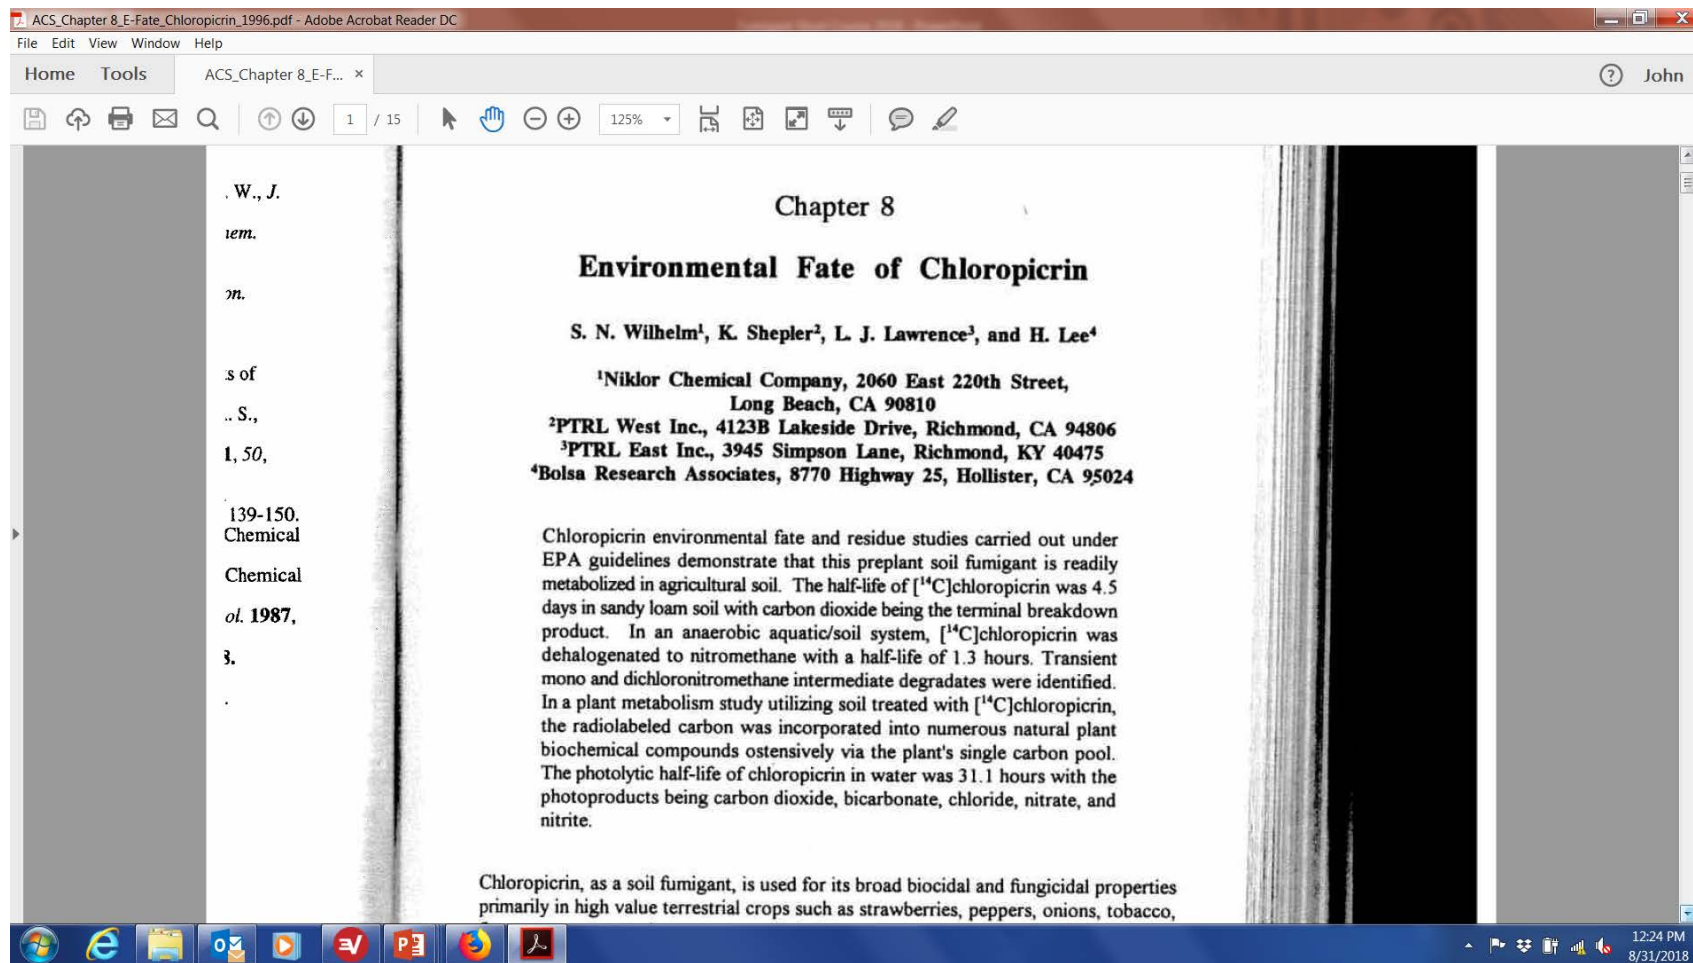 ACS_Chapter 8_E-Fate_Chloropicrin_1996.pdf - Adobe Acrobat Reader DC
File Edit View Window Help
Home Tools ACS_Chapter 8_E-F... × ? John
1 / 15 125%
. W., J.
nem.
on.
s of
.. S.,
1, 50,
139-150.
Chemical
Chemical
ol. 1987,
3.
.
Chapter 8
Environmental Fate of Chloropicrin
S. N. Wilhelm¹, K. Shepler², L. J. Lawrence³, and H. Lee⁴
¹Niklor Chemical Company, 2060 East 220th Street,
Long Beach, CA 90810
²PTRL West Inc., 4123B Lakeside Drive, Richmond, CA 94806
³PTRL East Inc., 3945 Simpson Lane, Richmond, KY 40475
⁴Bolsa Research Associates, 8770 Highway 25, Hollister, CA 95024
Chloropicrin environmental fate and residue studies carried out under
EPA guidelines demonstrate that this preplant soil fumigant is readily
metabolized in agricultural soil. The half-life of [¹⁴C]chloropicrin was 4.5
days in sandy loam soil with carbon dioxide being the terminal breakdown
product. In an anaerobic aquatic/soil system, [¹⁴C]chloropicrin was
dehalogenated to nitromethane with a half-life of 1.3 hours. Transient
mono and dichloronitromethane intermediate degradates were identified.
In a plant metabolism study utilizing soil treated with [¹⁴C]chloropicrin,
the radiolabeled carbon was incorporated into numerous natural plant
biochemical compounds ostensively via the plant's single carbon pool.
The photolytic half-life of chloropicrin in water was 31.1 hours with the
photoproducts being carbon dioxide, bicarbonate, chloride, nitrate, and
nitrite.
Chloropicrin, as a soil fumigant, is used for its broad biocidal and fungicidal properties
primarily in high value terrestrial crops such as strawberries, peppers, onions, tobacco,
12:24 PM
8/31/2018